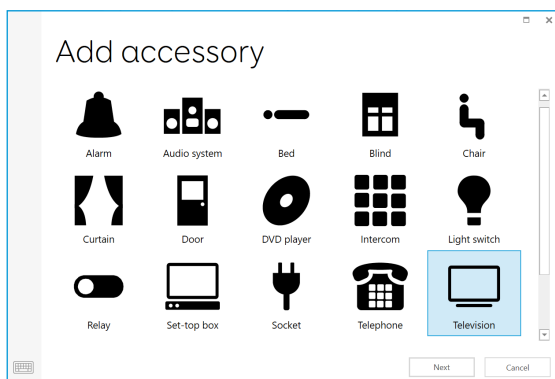 Add accessory
Alarm
Audio system
Bed
Blind
Chair
Curtain
Door
DVD player
Intercom
Light switch
Relay
Set-top box
Socket
Telephone
Television
Next
Cancel